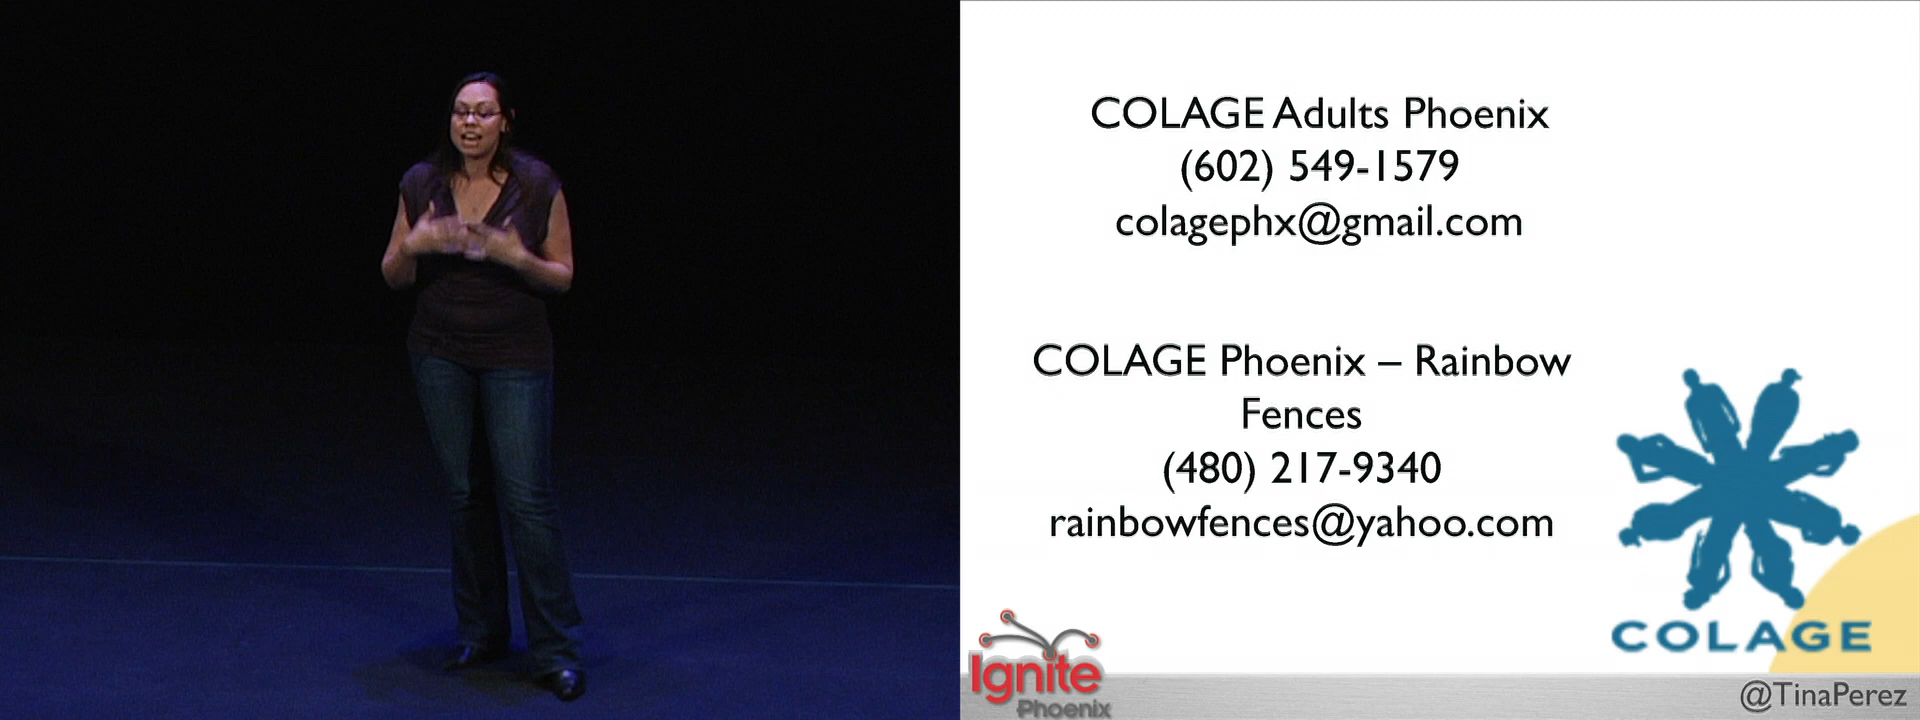 COLAGE Adults Phoenix
(602) 549-1579
colagephx@gmail.com
COLAGE Phoenix – Rainbow
Fences
(480) 217-9340
rainbowfences@yahoo.com
COLAGE
Ignite
Phoenix
@TinaPerez